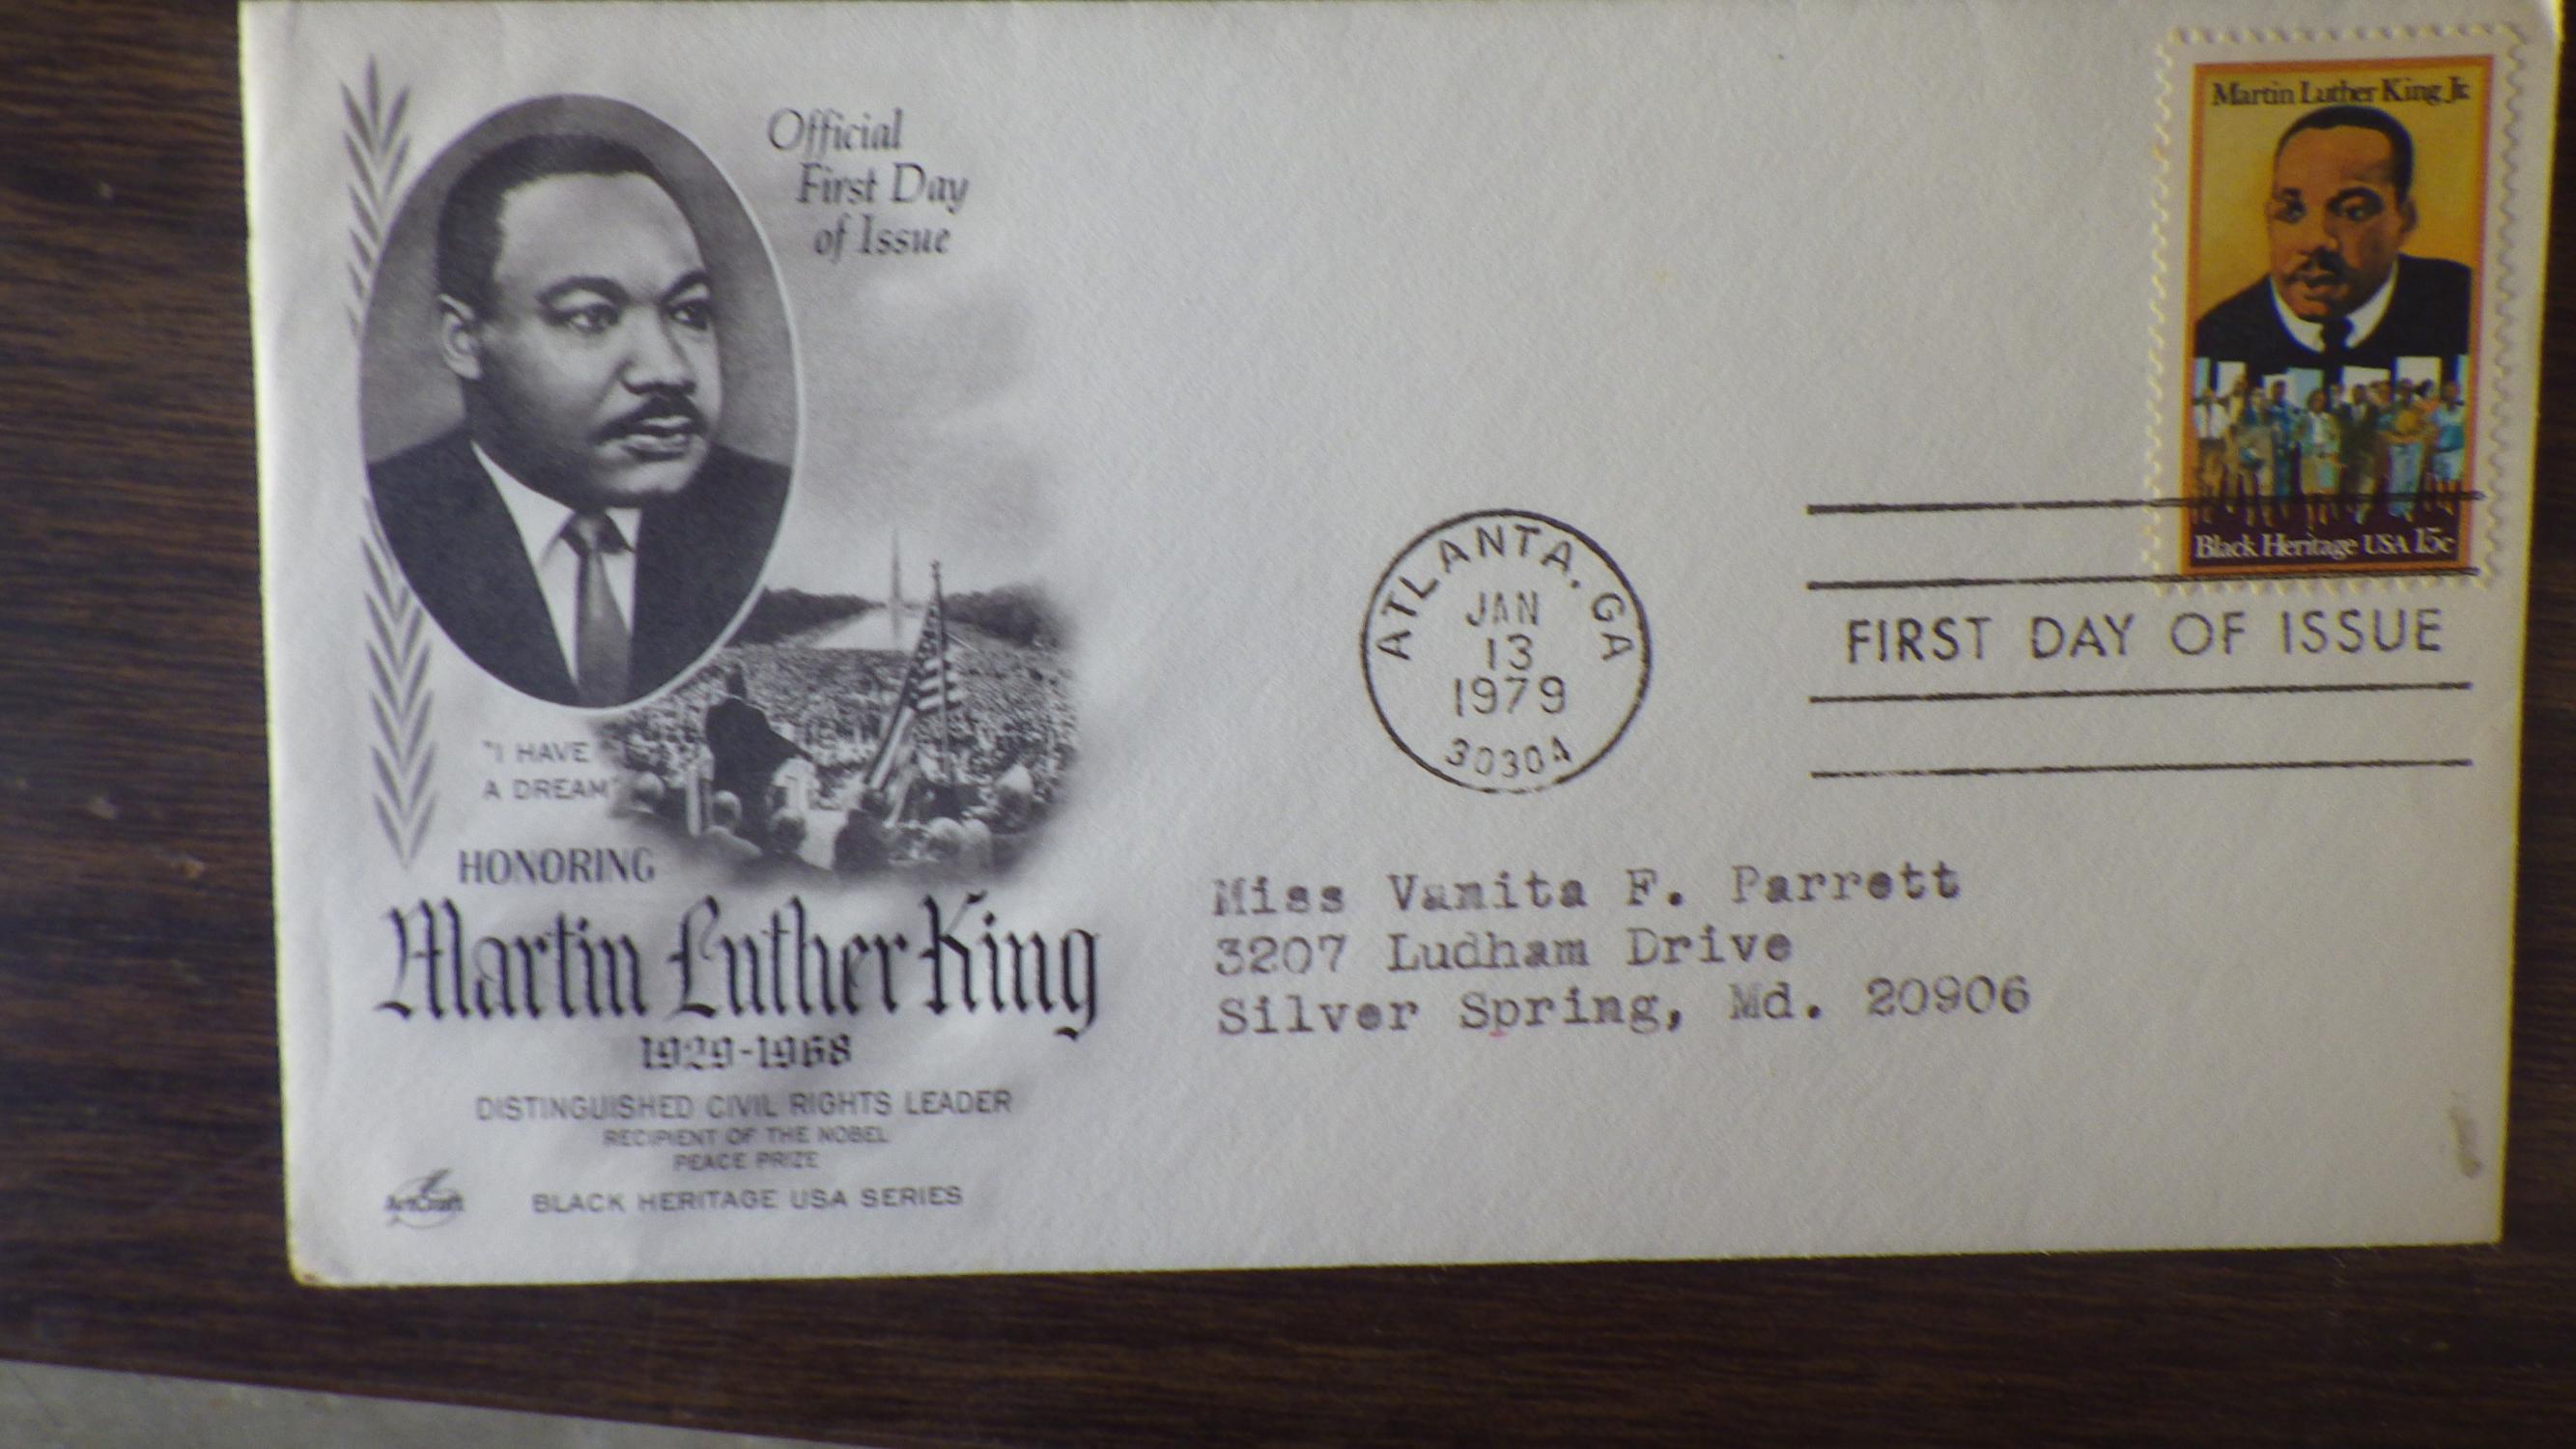 Official
First Day
of Issue
"I HAVE
A DREAM"
HONORING
Martin Luther King
1929-1968
DISTINGUISHED CIVIL RIGHTS LEADER
RECIPIENT OF THE NOBEL
PEACE PRIZE
ArtCraft
BLACK HERITAGE USA SERIES
Martin Luther King Jr.
Black Heritage USA 15c
ATLANTA, GA
JAN
13
1979
30304
FIRST DAY OF ISSUE
Miss Vanita F. Parrott
3207 Ludham Drive
Silver Spring, Md. 20906